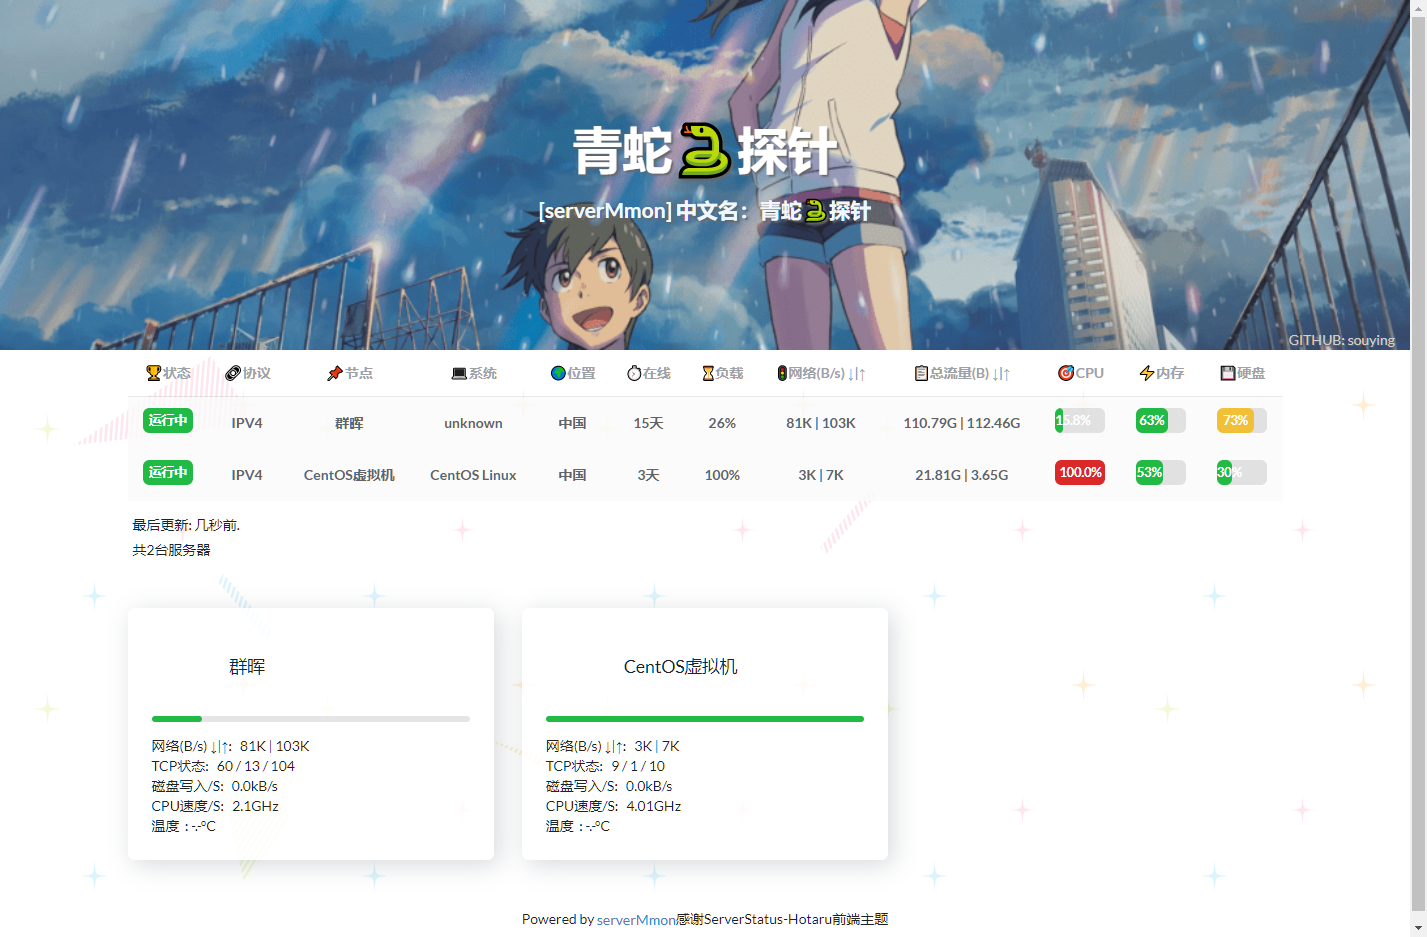 青蛇🐍探针
[serverMmon] 中文名：青蛇🐍探针
GITHUB: souying
🏆状态 🔗协议 📌节点 💻系统 🌍位置 ⏱在线 ⏳负载 🚦网络(B/s) ↓|↑ 📋总流量(B) ↓|↑ 🎯CPU ⚡内存 💾硬盘
运行中 IPV4 群晖 unknown 中国 15天 26% 81K | 103K 110.79G | 112.46G 15.8% 63% 73%
运行中 IPV4 CentOS虚拟机 CentOS Linux 中国 3天 100% 3K | 7K 21.81G | 3.65G 100.0% 53% 30%
最后更新: 几秒前.
共2台服务器
群晖
网络(B/s) ↓|↑: 81K | 103K
TCP状态: 60 / 13 / 104
磁盘写入/S: 0.0kB/s
CPU速度/S: 2.1GHz
温度：-.-°C
CentOS虚拟机
网络(B/s) ↓|↑: 3K | 7K
TCP状态: 9 / 1 / 10
磁盘写入/S: 0.0kB/s
CPU速度/S: 4.01GHz
温度：-.-°C
Powered by serverMmon感谢ServerStatus-Hotaru前端主题